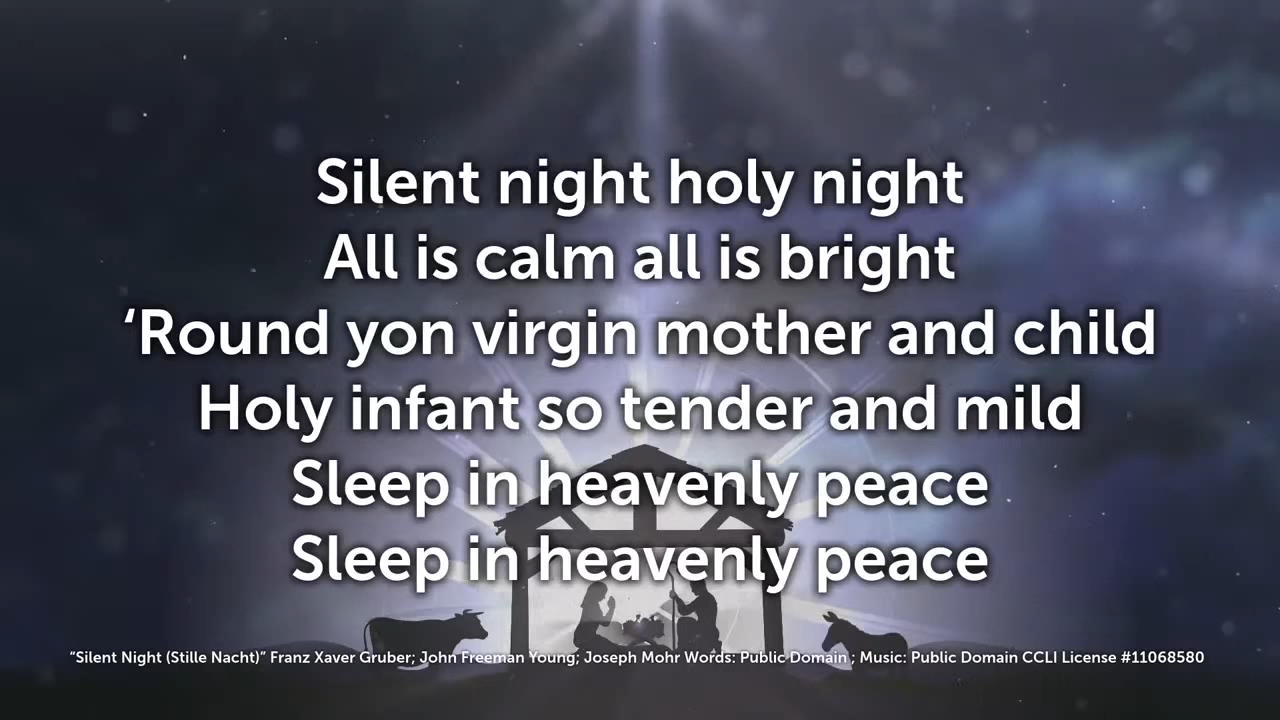 Silent night holy night
All is calm all is bright
‘Round yon virgin mother and child
Holy infant so tender and mild
Sleep in heavenly peace
Sleep in heavenly peace
“Silent Night (Stille Nacht)” Franz Xaver Gruber; John Freeman Young; Joseph Mohr Words: Public Domain ; Music: Public Domain CCLI License #11068580